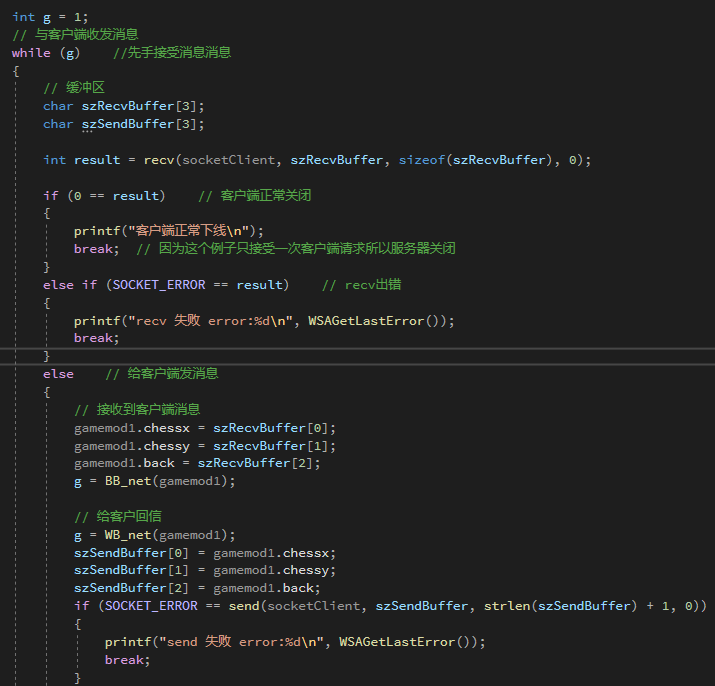 int g = 1;
// 与客户端收发消息
while (g)    //先手接受消息消息
{
    // 缓冲区
    char szRecvBuffer[3];
    char szSendBuffer[3];
    int result = recv(socketClient, szRecvBuffer, sizeof(szRecvBuffer), 0);
    if (0 == result)    // 客户端正常关闭
    {
        printf("客户端正常下线\n");
        break;  // 因为这个例子只接受一次客户端请求所以服务器关闭
    }
    else if (SOCKET_ERROR == result)    // recv出错
    {
        printf("recv 失败 error:%d\n", WSAGetLastError());
        break;
    }
    else    // 给客户端发消息
    {
        // 接收到客户端消息
        gamemod1.chessx = szRecvBuffer[0];
        gamemod1.chessy = szRecvBuffer[1];
        gamemod1.back = szRecvBuffer[2];
        g = BB_net(gamemod1);
        // 给客户回信
        g = WB_net(gamemod1);
        szSendBuffer[0] = gamemod1.chessx;
        szSendBuffer[1] = gamemod1.chessy;
        szSendBuffer[2] = gamemod1.back;
        if (SOCKET_ERROR == send(socketClient, szSendBuffer, strlen(szSendBuffer) + 1, 0))
        {
            printf("send 失败 error:%d\n", WSAGetLastError());
            break;
        }